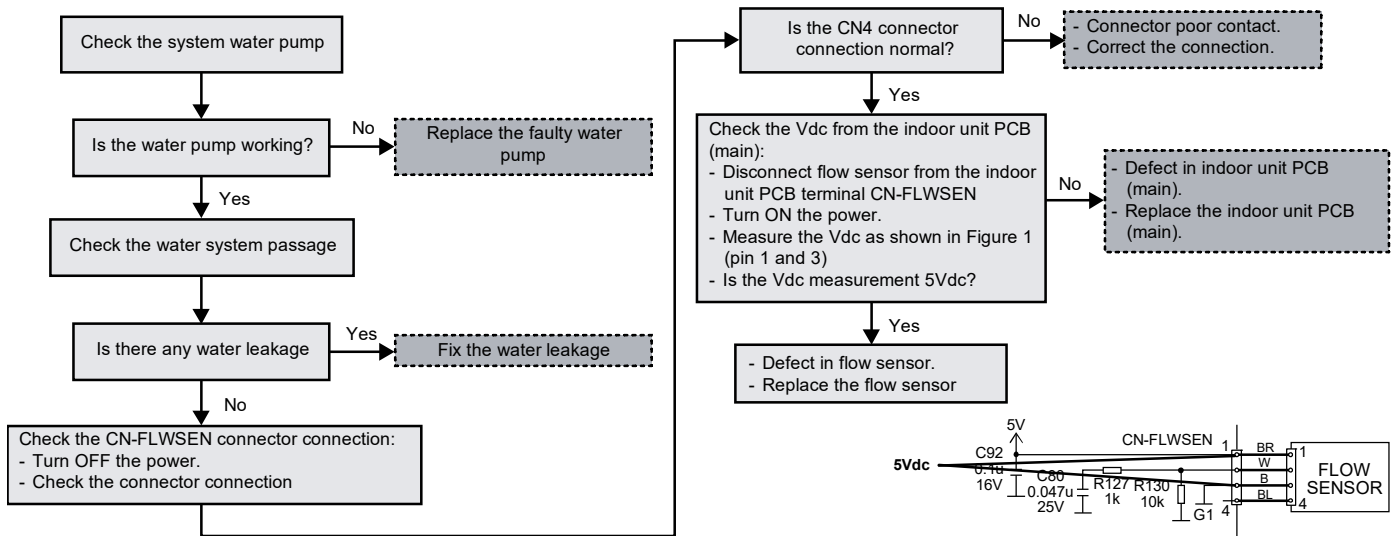 Check the system water pump
Is the water pump working?
No
Replace the faulty water
pump
Yes
Check the water system passage
Is there any water leakage
Yes
Fix the water leakage
No
Check the CN-FLWSEN connector connection:
- Turn OFF the power.
- Check the connector connection
Is the CN4 connector
connection normal?
No
- Connector poor contact.
- Correct the connection.
Yes
Check the Vdc from the indoor unit PCB
(main):
- Disconnect flow sensor from the indoor
unit PCB terminal CN-FLWSEN
- Turn ON the power.
- Measure the Vdc as shown in Figure 1
(pin 1 and 3)
- Is the Vdc measurement 5Vdc?
No
- Defect in indoor unit PCB
(main).
- Replace the indoor unit PCB
(main).
Yes
- Defect in flow sensor.
- Replace the flow sensor
5V
CN-FLWSEN
5Vdc
C92
0.1u
16V
C80
0.047u
25V
R127
1k
R130
10k
G1
1
4
BR
W
B
BL
1
4
FLOW
SENSOR